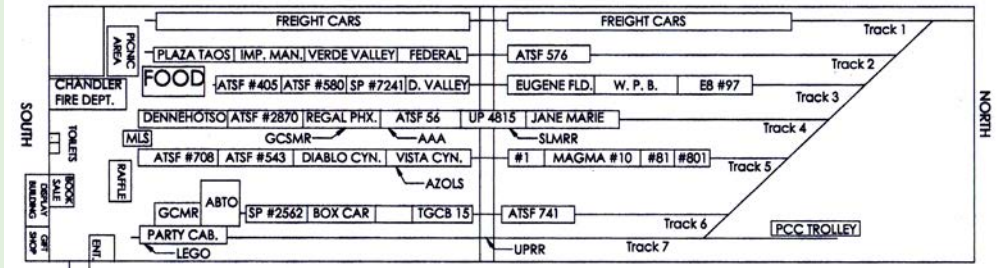 FREIGHT CARS FREIGHT CARS Track 1
PICNIC
AREA
PLAZA TAOS IMP. MAN. VERDE VALLEY FEDERAL ATSF 576 Track 2
CHANDLER
FIRE DEPT.
FOOD ATSF #405 ATSF #580 SP #7241 D. VALLEY EUGENE FLD. W. P. B. E8 #97 Track 3
SOUTH
NORTH
DENNEHOTSO ATSF #2870 REGAL PHX. ATSF 56 UP 4815 JANE MARIE Track 4
TOILETS
MLS GCSMR AAA SLMRR
ATSF #708 ATSF #543 DIABLO CYN. VISTA CYN. #1 MAGMA #10 #81 #801 Track 5
RAFFLE
AZOLS
BOOK
SALE
DISPLAY
BUILDING
GCMR ABTO SP #2562 BOX CAR TGCB 15 ATSF 741 Track 6
GIFT
SHOP
ENT.
PARTY CAB. Track 7 PCC TROLLEY
LEGO UPRR